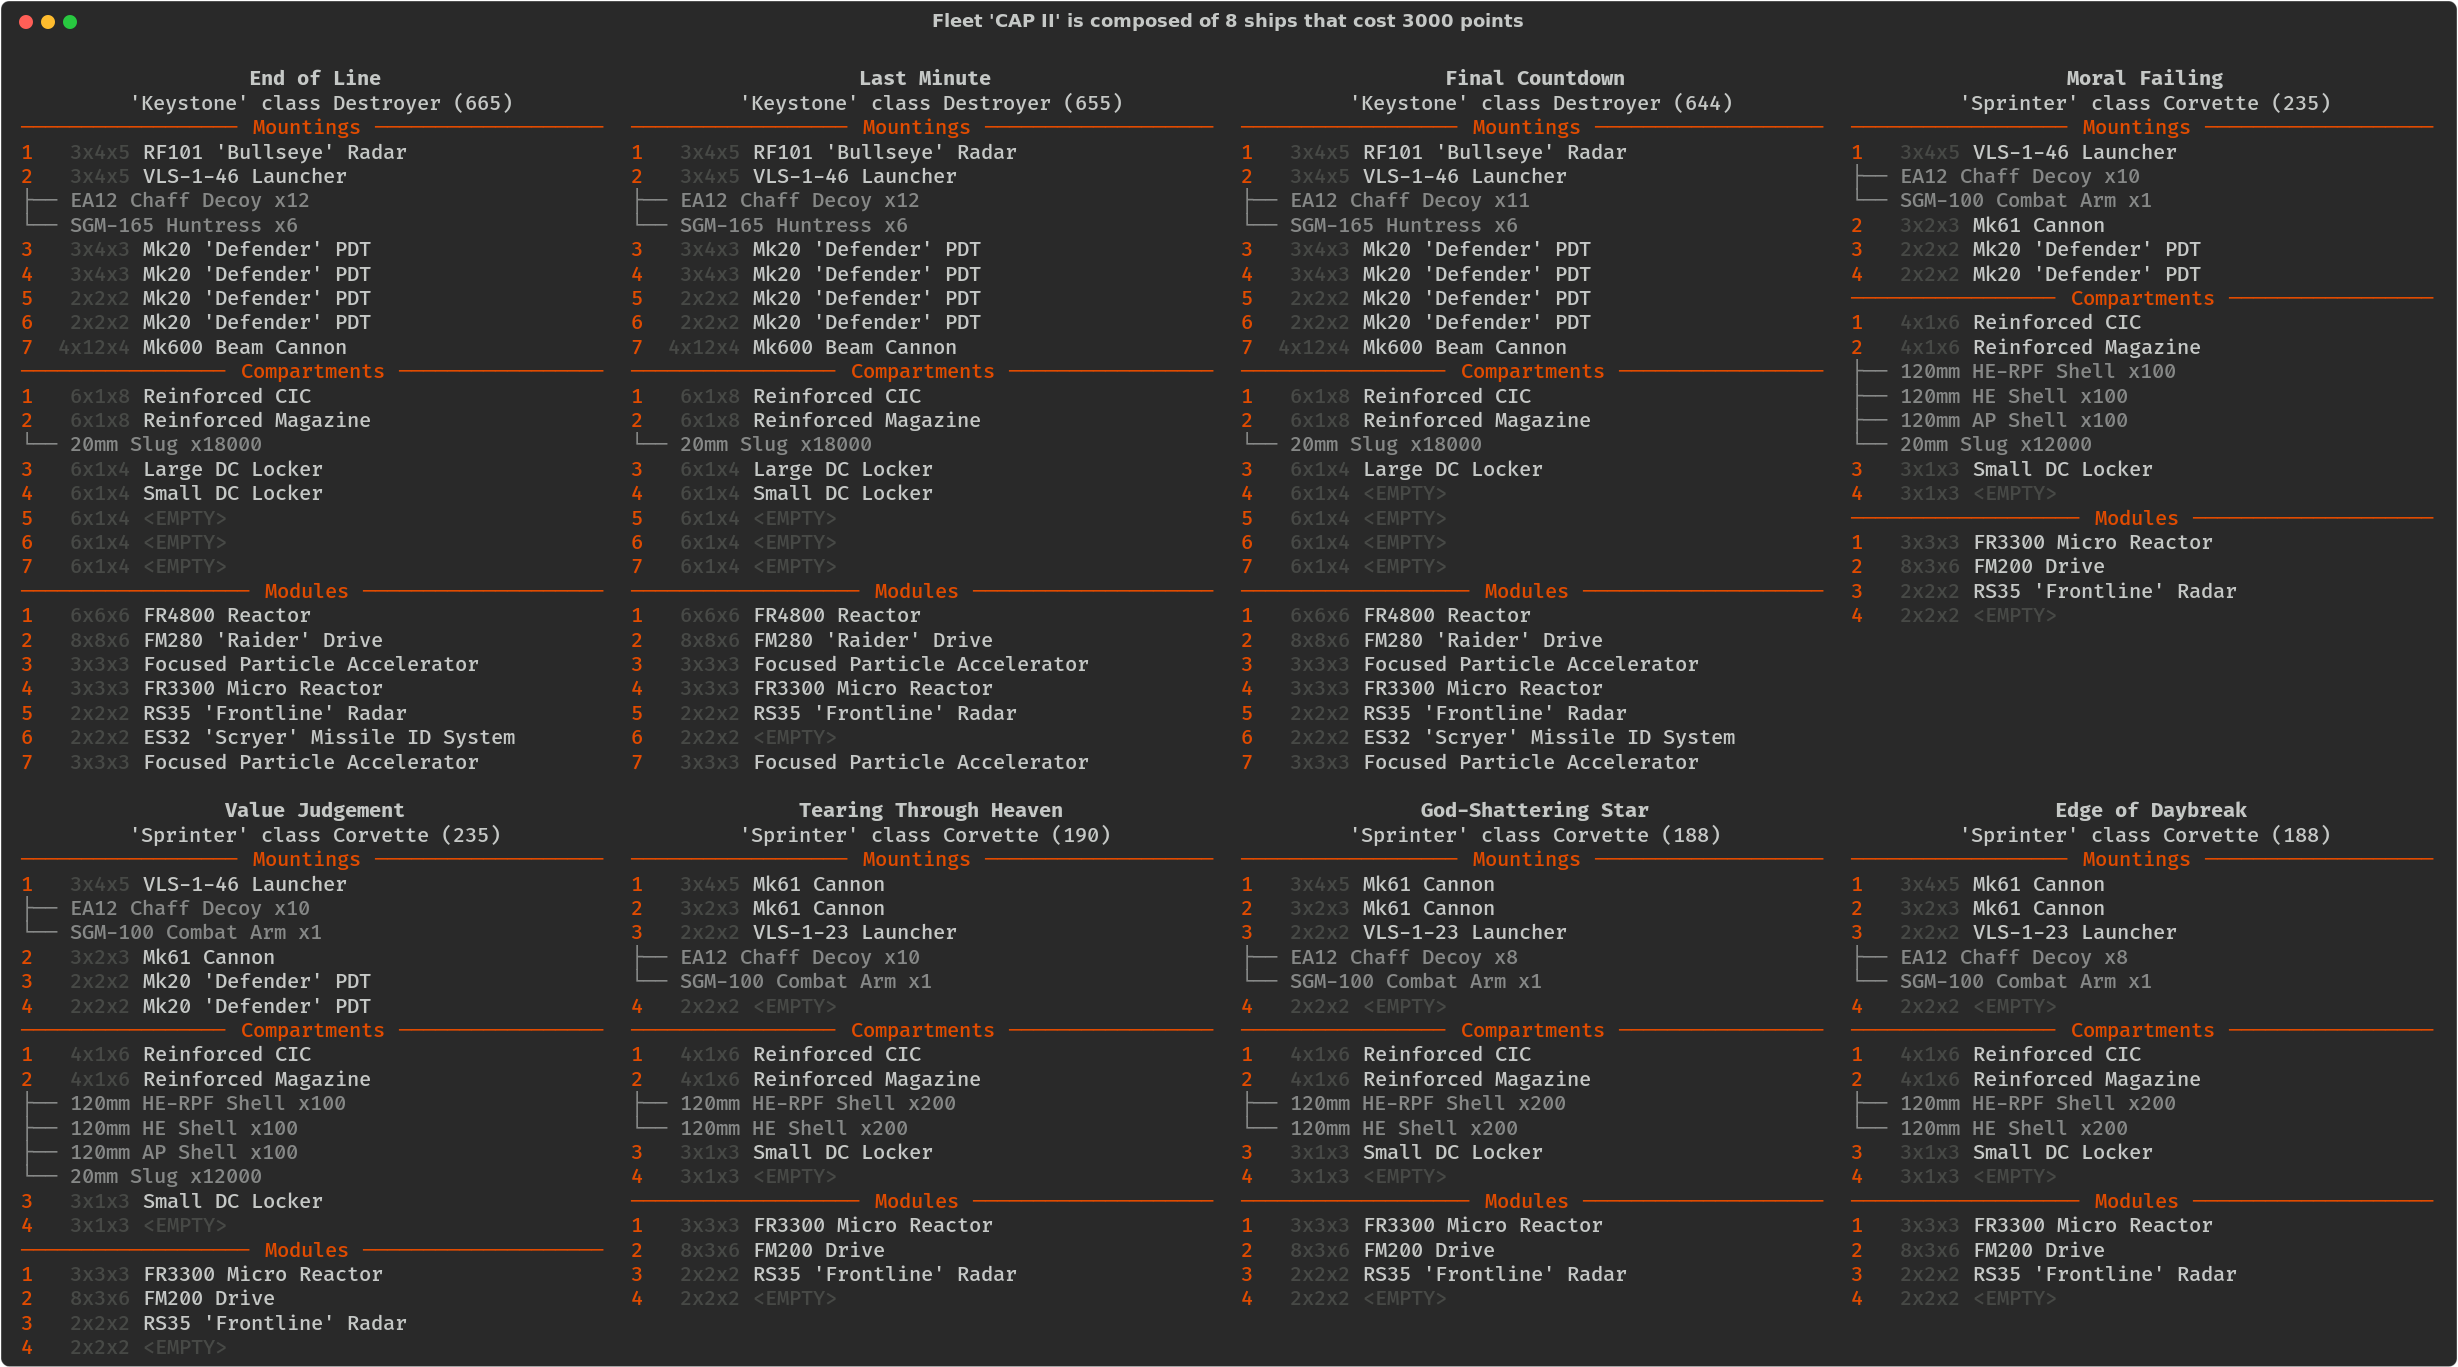 Fleet 'CAP II' is composed of 8 ships that cost 3000 points
End of Line
'Keystone' class Destroyer (665)
Mountings
1 3x4x5 RF101 'Bullseye' Radar
2 3x4x5 VLS-1-46 Launcher
├── EA12 Chaff Decoy x12
└── SGM-165 Huntress x6
3 3x4x3 Mk20 'Defender' PDT
4 3x4x3 Mk20 'Defender' PDT
5 2x2x2 Mk20 'Defender' PDT
6 2x2x2 Mk20 'Defender' PDT
7 4x12x4 Mk600 Beam Cannon
Compartments
1 6x1x8 Reinforced CIC
2 6x1x8 Reinforced Magazine
└── 20mm Slug x18000
3 6x1x4 Large DC Locker
4 6x1x4 Small DC Locker
5 6x1x4 <EMPTY>
6 6x1x4 <EMPTY>
7 6x1x4 <EMPTY>
Modules
1 6x6x6 FR4800 Reactor
2 8x8x6 FM280 'Raider' Drive
3 3x3x3 Focused Particle Accelerator
4 3x3x3 FR3300 Micro Reactor
5 2x2x2 RS35 'Frontline' Radar
6 2x2x2 ES32 'Scryer' Missile ID System
7 3x3x3 Focused Particle Accelerator
Last Minute
'Keystone' class Destroyer (655)
Mountings
1 3x4x5 RF101 'Bullseye' Radar
2 3x4x5 VLS-1-46 Launcher
├── EA12 Chaff Decoy x12
└── SGM-165 Huntress x6
3 3x4x3 Mk20 'Defender' PDT
4 3x4x3 Mk20 'Defender' PDT
5 2x2x2 Mk20 'Defender' PDT
6 2x2x2 Mk20 'Defender' PDT
7 4x12x4 Mk600 Beam Cannon
Compartments
1 6x1x8 Reinforced CIC
2 6x1x8 Reinforced Magazine
└── 20mm Slug x18000
3 6x1x4 Large DC Locker
4 6x1x4 Small DC Locker
5 6x1x4 <EMPTY>
6 6x1x4 <EMPTY>
7 6x1x4 <EMPTY>
Modules
1 6x6x6 FR4800 Reactor
2 8x8x6 FM280 'Raider' Drive
3 3x3x3 Focused Particle Accelerator
4 3x3x3 FR3300 Micro Reactor
5 2x2x2 RS35 'Frontline' Radar
6 2x2x2 <EMPTY>
7 3x3x3 Focused Particle Accelerator
Final Countdown
'Keystone' class Destroyer (644)
Mountings
1 3x4x5 RF101 'Bullseye' Radar
2 3x4x5 VLS-1-46 Launcher
├── EA12 Chaff Decoy x11
└── SGM-165 Huntress x6
3 3x4x3 Mk20 'Defender' PDT
4 3x4x3 Mk20 'Defender' PDT
5 2x2x2 Mk20 'Defender' PDT
6 2x2x2 Mk20 'Defender' PDT
7 4x12x4 Mk600 Beam Cannon
Compartments
1 6x1x8 Reinforced CIC
2 6x1x8 Reinforced Magazine
└── 20mm Slug x18000
3 6x1x4 Large DC Locker
4 6x1x4 <EMPTY>
5 6x1x4 <EMPTY>
6 6x1x4 <EMPTY>
7 6x1x4 <EMPTY>
Modules
1 6x6x6 FR4800 Reactor
2 8x8x6 FM280 'Raider' Drive
3 3x3x3 Focused Particle Accelerator
4 3x3x3 FR3300 Micro Reactor
5 2x2x2 RS35 'Frontline' Radar
6 2x2x2 ES32 'Scryer' Missile ID System
7 3x3x3 Focused Particle Accelerator
Moral Failing
'Sprinter' class Corvette (235)
Mountings
1 3x4x5 VLS-1-46 Launcher
├── EA12 Chaff Decoy x10
└── SGM-100 Combat Arm x1
2 3x2x3 Mk61 Cannon
3 2x2x2 Mk20 'Defender' PDT
4 2x2x2 Mk20 'Defender' PDT
Compartments
1 4x1x6 Reinforced CIC
2 4x1x6 Reinforced Magazine
├── 120mm HE-RPF Shell x100
├── 120mm HE Shell x100
├── 120mm AP Shell x100
└── 20mm Slug x12000
3 3x1x3 Small DC Locker
4 3x1x3 <EMPTY>
Modules
1 3x3x3 FR3300 Micro Reactor
2 8x3x6 FM200 Drive
3 2x2x2 RS35 'Frontline' Radar
4 2x2x2 <EMPTY>
Value Judgement
'Sprinter' class Corvette (235)
Mountings
1 3x4x5 VLS-1-46 Launcher
├── EA12 Chaff Decoy x10
└── SGM-100 Combat Arm x1
2 3x2x3 Mk61 Cannon
3 2x2x2 Mk20 'Defender' PDT
4 2x2x2 Mk20 'Defender' PDT
Compartments
1 4x1x6 Reinforced CIC
2 4x1x6 Reinforced Magazine
├── 120mm HE-RPF Shell x100
├── 120mm HE Shell x100
├── 120mm AP Shell x100
└── 20mm Slug x12000
3 3x1x3 Small DC Locker
4 3x1x3 <EMPTY>
Modules
1 3x3x3 FR3300 Micro Reactor
2 8x3x6 FM200 Drive
3 2x2x2 RS35 'Frontline' Radar
4 2x2x2 <EMPTY>
Tearing Through Heaven
'Sprinter' class Corvette (190)
Mountings
1 3x4x5 Mk61 Cannon
2 3x2x3 Mk61 Cannon
3 2x2x2 VLS-1-23 Launcher
├── EA12 Chaff Decoy x10
└── SGM-100 Combat Arm x1
4 2x2x2 <EMPTY>
Compartments
1 4x1x6 Reinforced CIC
2 4x1x6 Reinforced Magazine
├── 120mm HE-RPF Shell x200
└── 120mm HE Shell x200
3 3x1x3 Small DC Locker
4 3x1x3 <EMPTY>
Modules
1 3x3x3 FR3300 Micro Reactor
2 8x3x6 FM200 Drive
3 2x2x2 RS35 'Frontline' Radar
4 2x2x2 <EMPTY>
God-Shattering Star
'Sprinter' class Corvette (188)
Mountings
1 3x4x5 Mk61 Cannon
2 3x2x3 Mk61 Cannon
3 2x2x2 VLS-1-23 Launcher
├── EA12 Chaff Decoy x8
└── SGM-100 Combat Arm x1
4 2x2x2 <EMPTY>
Compartments
1 4x1x6 Reinforced CIC
2 4x1x6 Reinforced Magazine
├── 120mm HE-RPF Shell x200
└── 120mm HE Shell x200
3 3x1x3 Small DC Locker
4 3x1x3 <EMPTY>
Modules
1 3x3x3 FR3300 Micro Reactor
2 8x3x6 FM200 Drive
3 2x2x2 RS35 'Frontline' Radar
4 2x2x2 <EMPTY>
Edge of Daybreak
'Sprinter' class Corvette (188)
Mountings
1 3x4x5 Mk61 Cannon
2 3x2x3 Mk61 Cannon
3 2x2x2 VLS-1-23 Launcher
├── EA12 Chaff Decoy x8
└── SGM-100 Combat Arm x1
4 2x2x2 <EMPTY>
Compartments
1 4x1x6 Reinforced CIC
2 4x1x6 Reinforced Magazine
├── 120mm HE-RPF Shell x200
└── 120mm HE Shell x200
3 3x1x3 Small DC Locker
4 3x1x3 <EMPTY>
Modules
1 3x3x3 FR3300 Micro Reactor
2 8x3x6 FM200 Drive
3 2x2x2 RS35 'Frontline' Radar
4 2x2x2 <EMPTY>